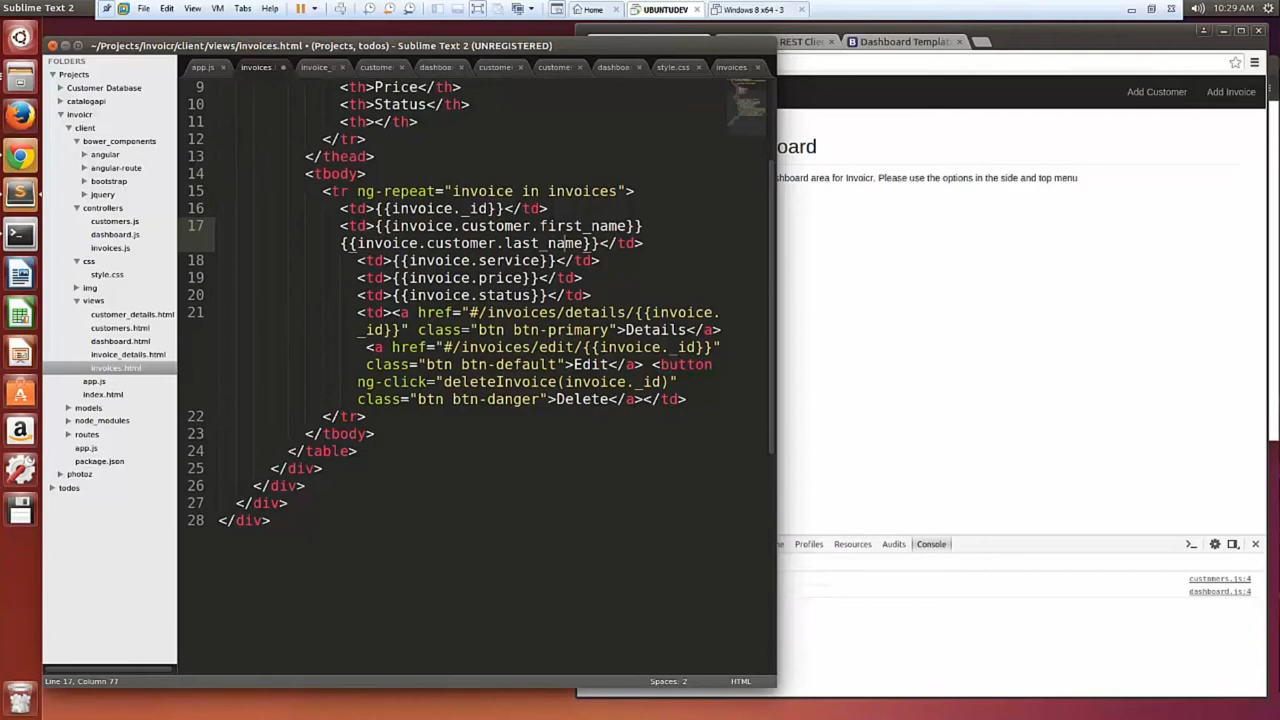 Sublime Text 2
File Edit View VM Tabs Help
Home
UBUNTUDEV
Windows 8 x64 - 3
10:29 AM
~/Projects/Invoicr/client/views/invoices.html • (Projects, todos) - Sublime Text 2 (UNREGISTERED)
REST Clie
Dashboard Templat
FOLDERS
Projects
Customer Database
catalogapi
invoicr
client
bower_components
angular
angular-route
bootstrap
jquery
controllers
customers.js
dashboard.js
invoices.js
css
style.css
img
views
customer_details.html
customers.html
dashboard.html
invoice_details.html
invoices.html
app.js
index.html
models
node_modules
routes
app.js
package.json
photoz
todos
app.js
invoices
invoice_
custome
dashboa
custome
custome
dashboa
style.css
invoices
9 <th>Price</th>
10 <th>Status</th>
11 <th></th>
12 </tr>
13 </thead>
14 <tbody>
15 <tr ng-repeat="invoice in invoices">
16 <td>{{invoice._id}}</td>
17 <td>{{invoice.customer.first_name}}
{{invoice.customer.last_name}}</td>
18 <td>{{invoice.service}}</td>
19 <td>{{invoice.price}}</td>
20 <td>{{invoice.status}}</td>
21 <td><a href="#/invoices/details/{{invoice.
_id}}" class="btn btn-primary">Details</a>
<a href="#/invoices/edit/{{invoice._id}}"
class="btn btn-default">Edit</a> <button
ng-click="deleteInvoice(invoice._id)"
class="btn btn-danger">Delete</a></td>
22 </tr>
23 </tbody>
24 </table>
25 </div>
26 </div>
27 </div>
28 </div>
Line 17, Column 77
Spaces: 2
HTML
Add Customer
Add Invoice
oard
shboard area for Invoicr. Please use the options in the side and top menu
Profiles
Resources
Audits
Console
customers.js:4
dashboard.js:4